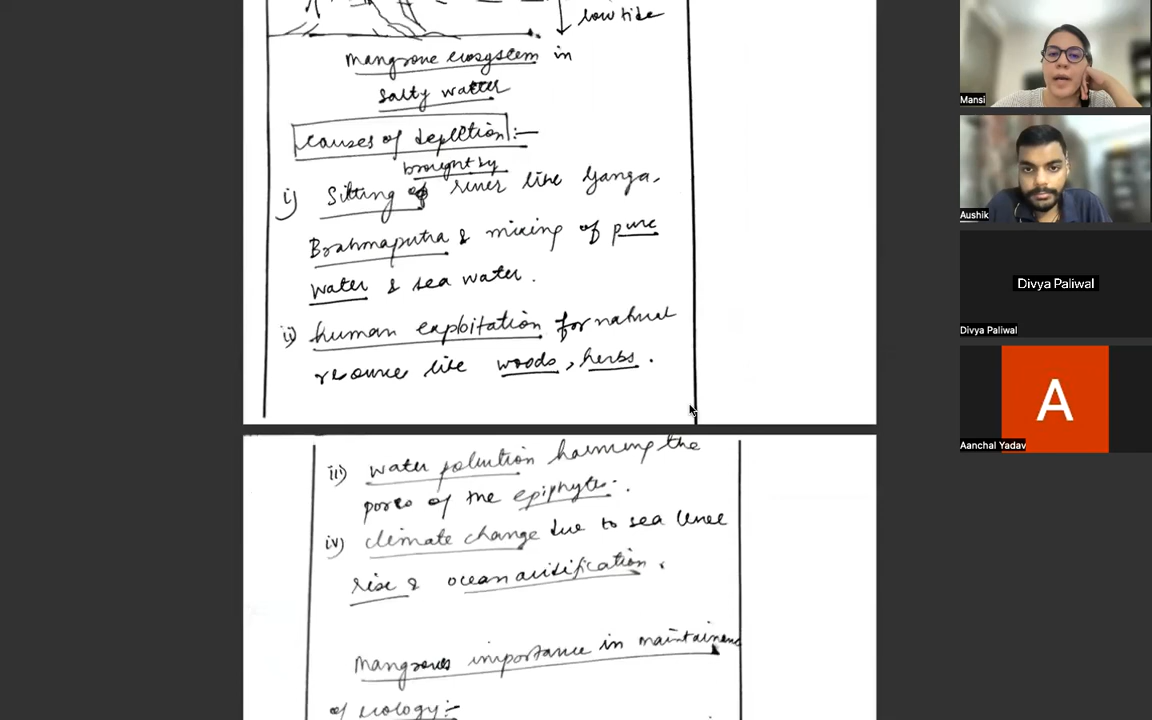 low tide
Mangrove ecosystem in
salty water
Causes of depletion :-
brought by
i) Silting of river like Ganga,
Brahmaputra & mixing of pure
water & sea water.
ii) human exploitation for natural
resource like woods, herbs.
iii) water pollution harming the
pores of the epiphytes.
iv) climate change due to sea level
rise & ocean acidification.
Mangroves importance in
of ecology:-
Mansi
Aushik
Divya Paliwal
Divya Paliwal
A
Aanchal Yadav